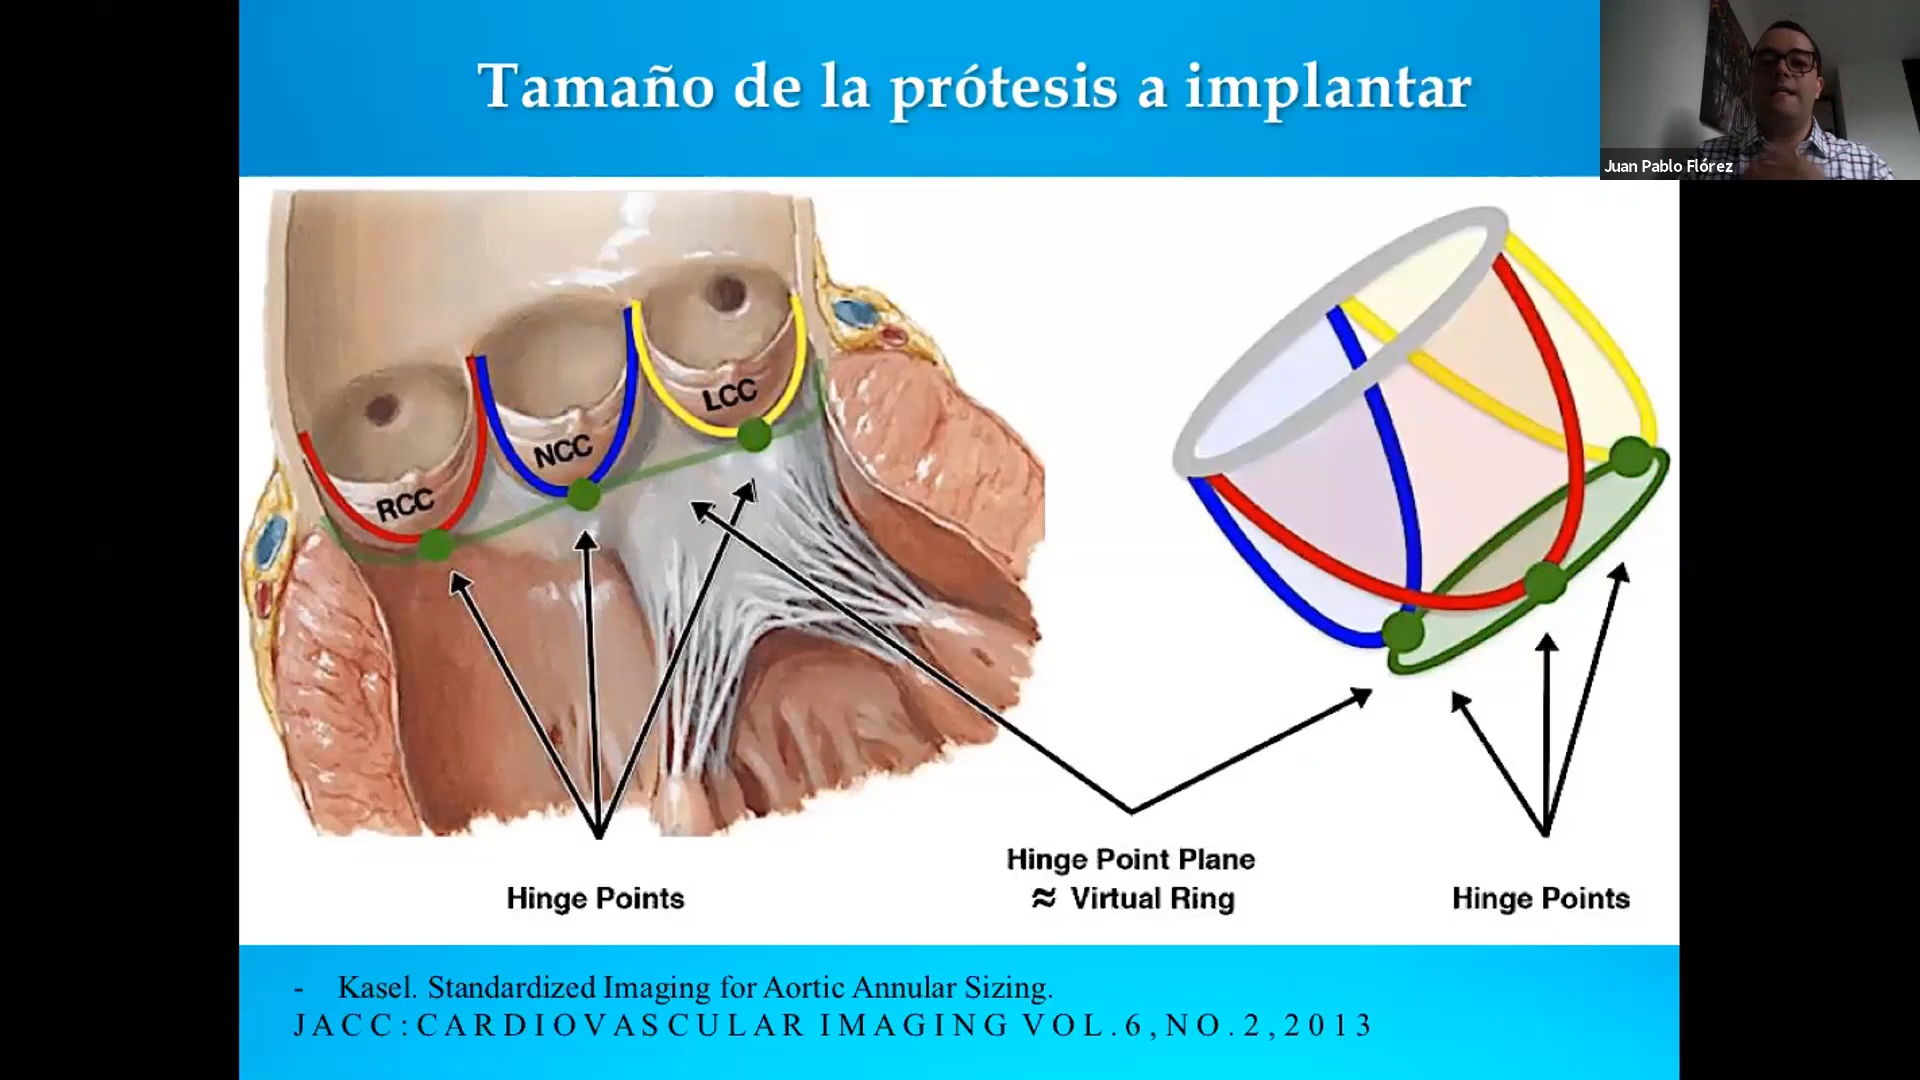 Tamaño de la prótesis a implantar
Juan Pablo Flórez
LCC
NCC
RCC
Hinge Point Plane
≈ Virtual Ring
Hinge Points
Hinge Points
- Kasel. Standardized Imaging for Aortic Annular Sizing.
JACC: CARDIOVASCULAR IMAGING VOL. 6, NO. 2, 2013